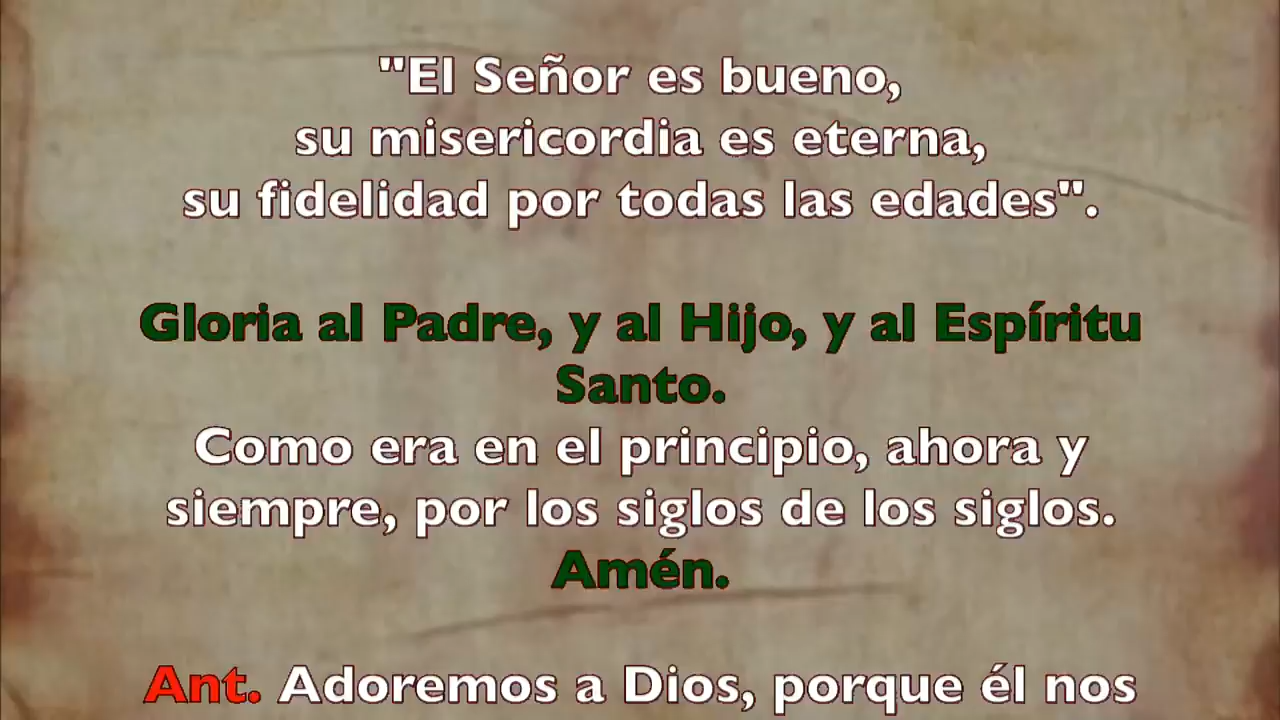 "El Señor es bueno,
su misericordia es eterna,
su fidelidad por todas las edades".
Gloria al Padre, y al Hijo, y al Espíritu
Santo.
Como era en el principio, ahora y
siempre, por los siglos de los siglos.
Amén.
Ant. Adoremos a Dios, porque él nos